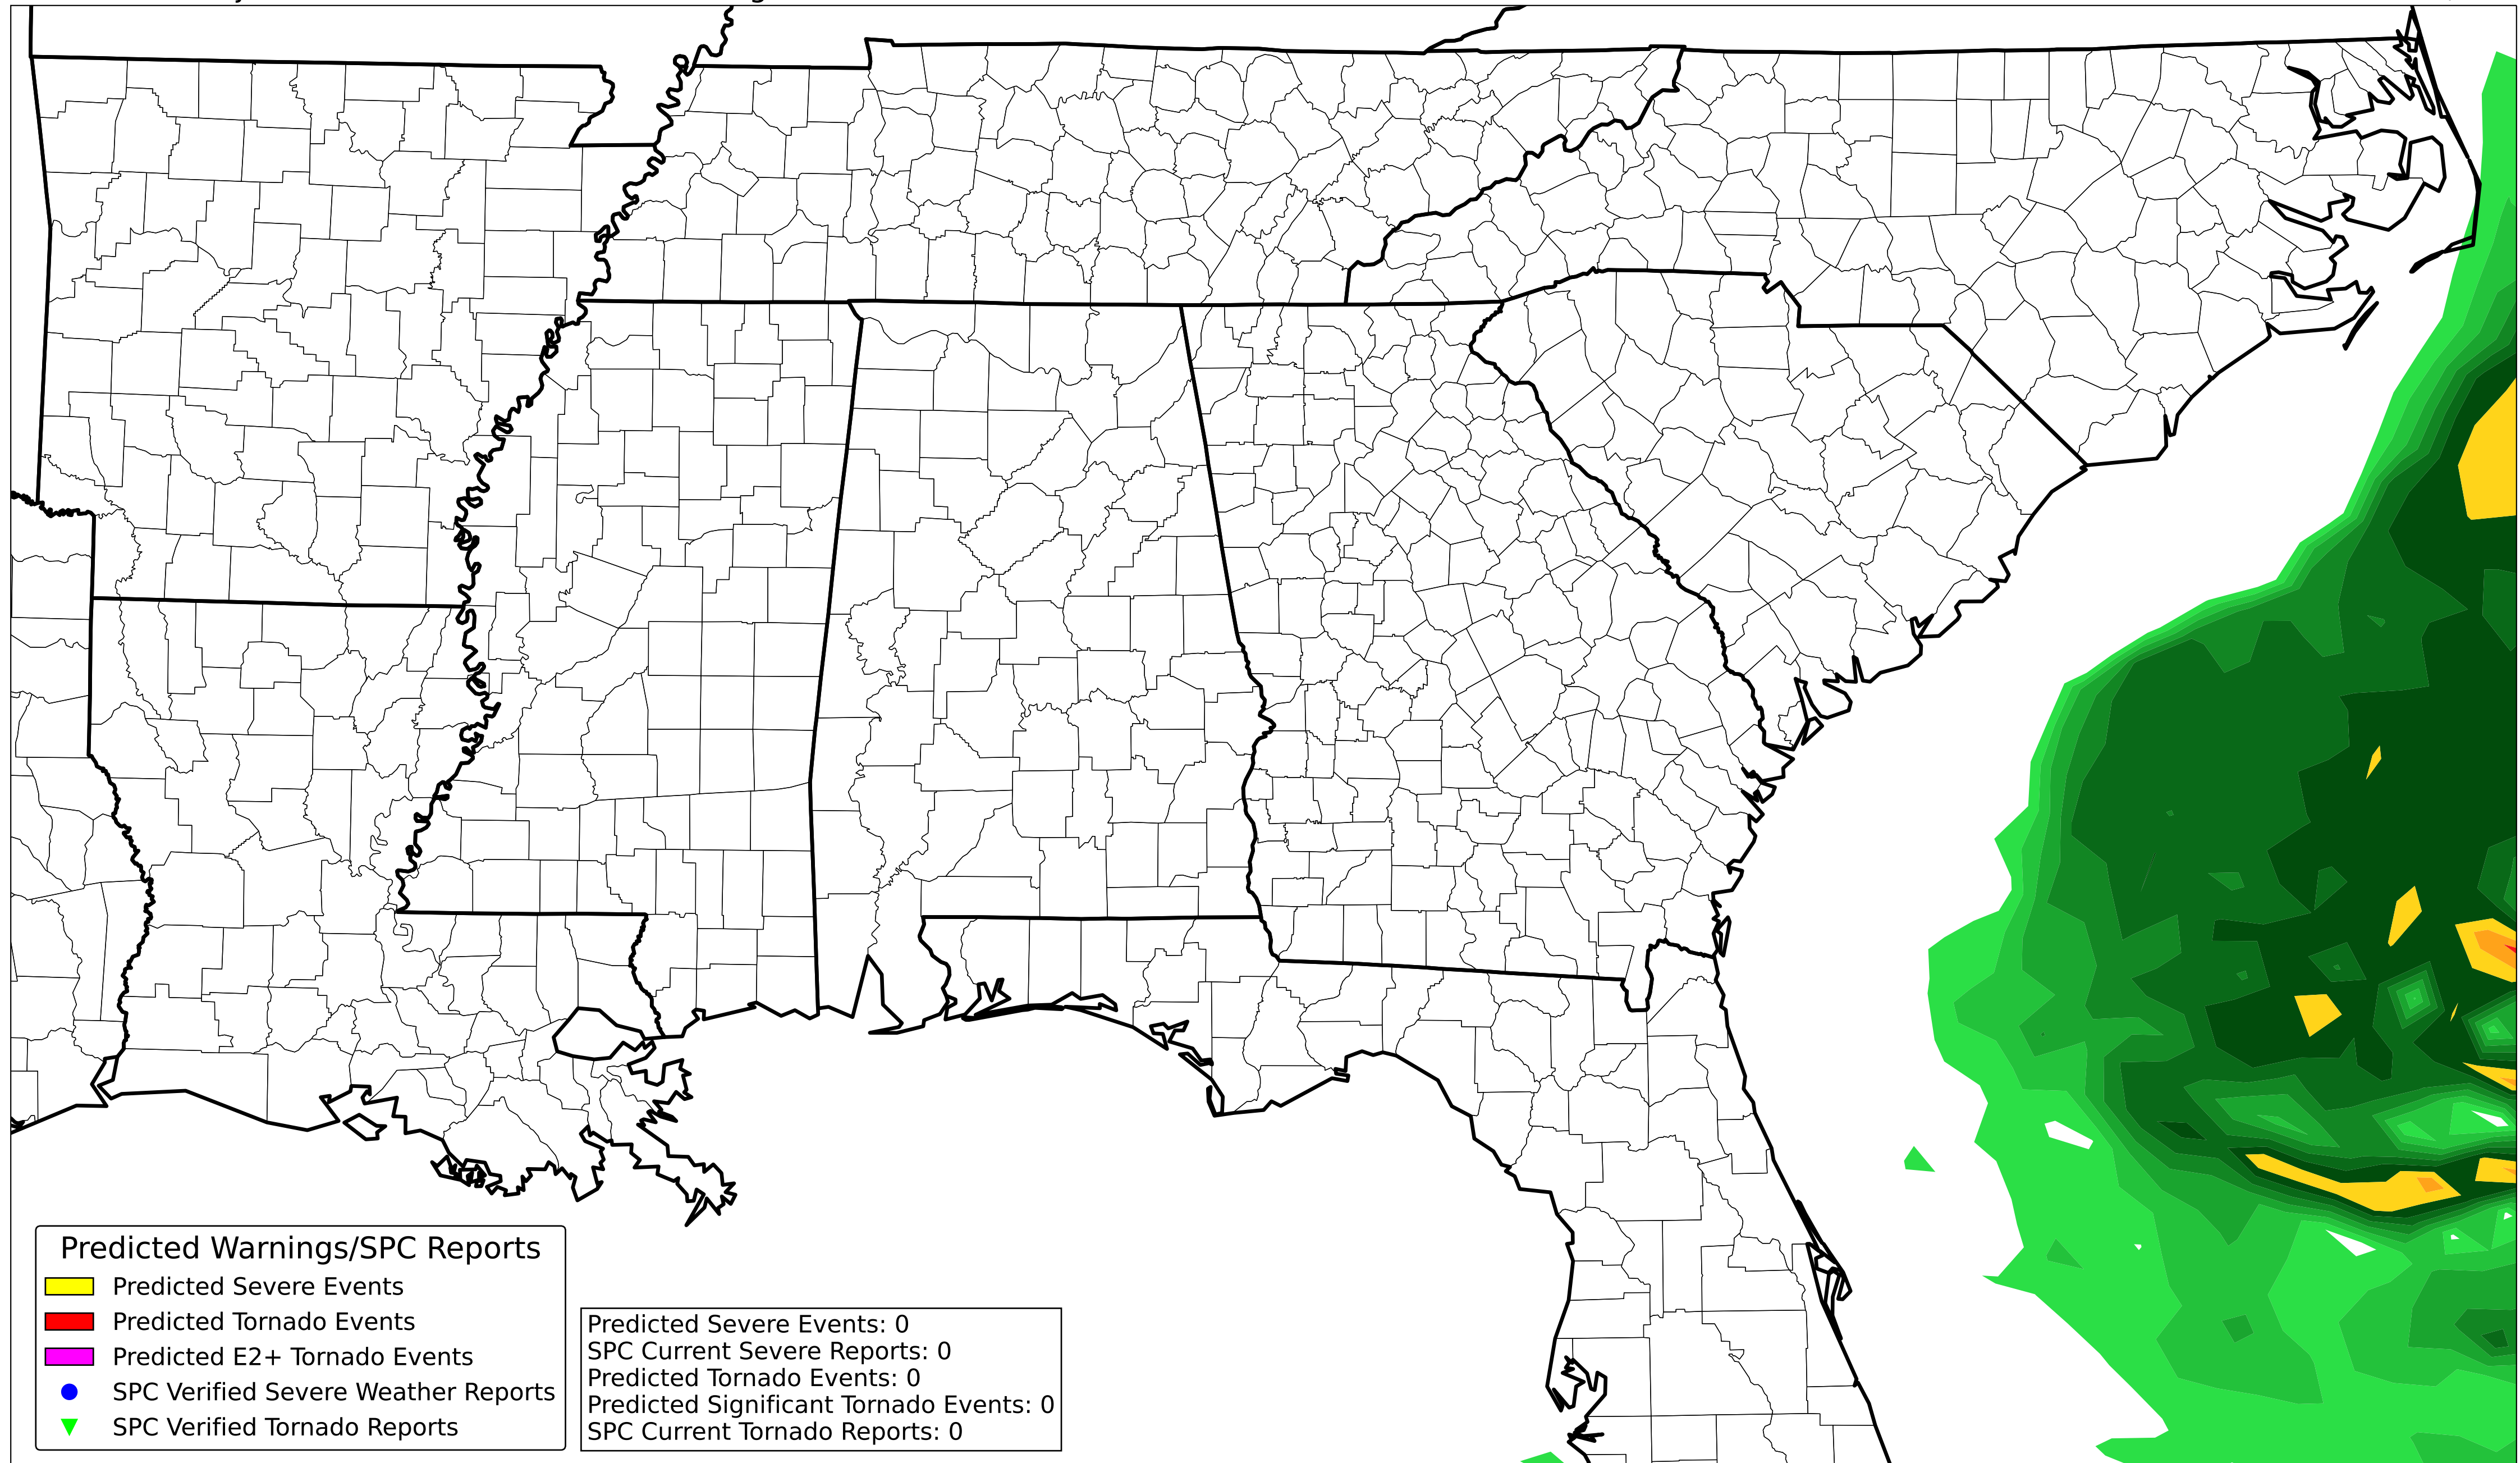 Predicted Warnings/SPC Reports
Predicted Severe Events
Predicted Tornado Events
Predicted E2+ Tornado Events
SPC Verified Severe Weather Reports
SPC Verified Tornado Reports
Predicted Severe Events: 0
SPC Current Severe Reports: 0
Predicted Tornado Events: 0
Predicted Significant Tornado Events: 0
SPC Current Tornado Reports: 0